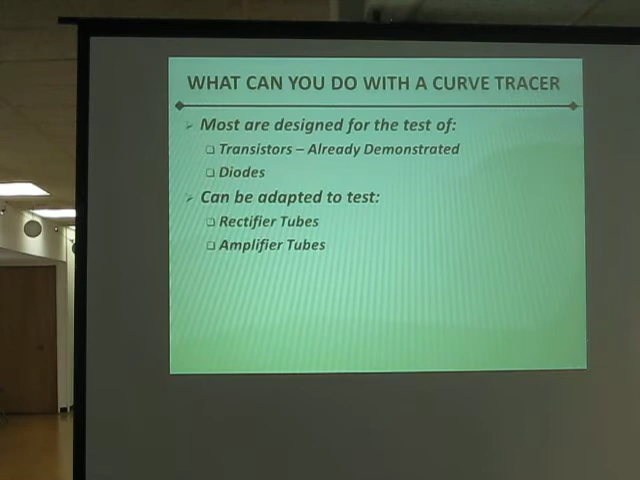 WHAT CAN YOU DO WITH A CURVE TRACER
Most are designed for the test of:
Transistors – Already Demonstrated
Diodes
Can be adapted to test:
Rectifier Tubes
Amplifier Tubes